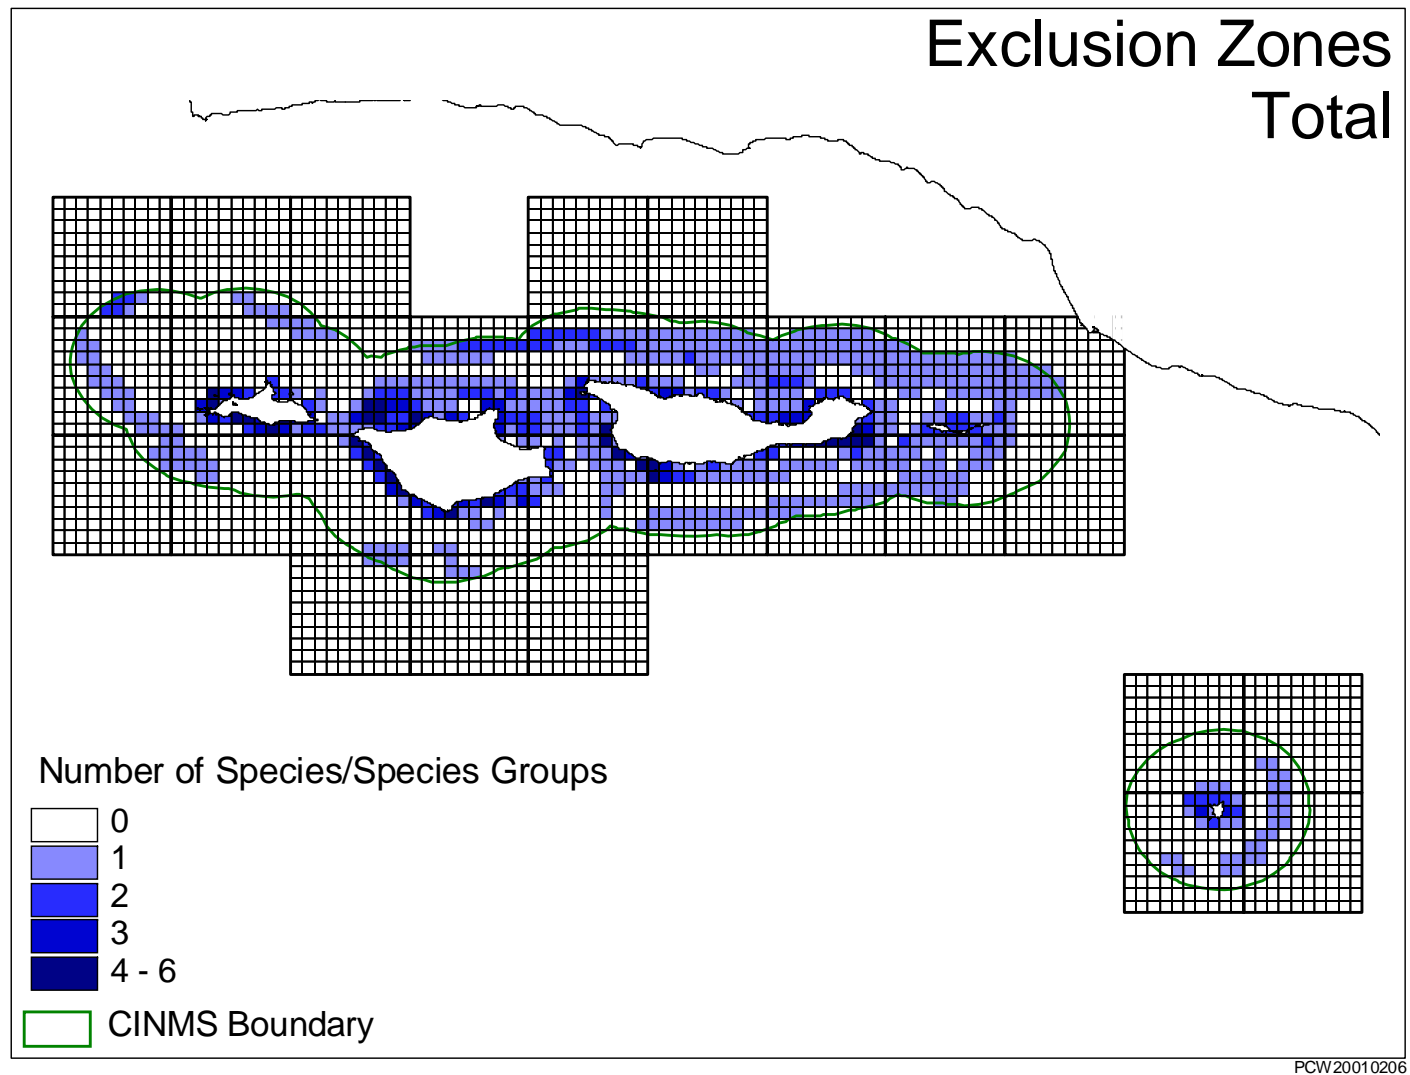 Exclusion Zones
Total
Number of Species/Species Groups
0
1
2
3
4 - 6
CINMS Boundary
PCW20010206